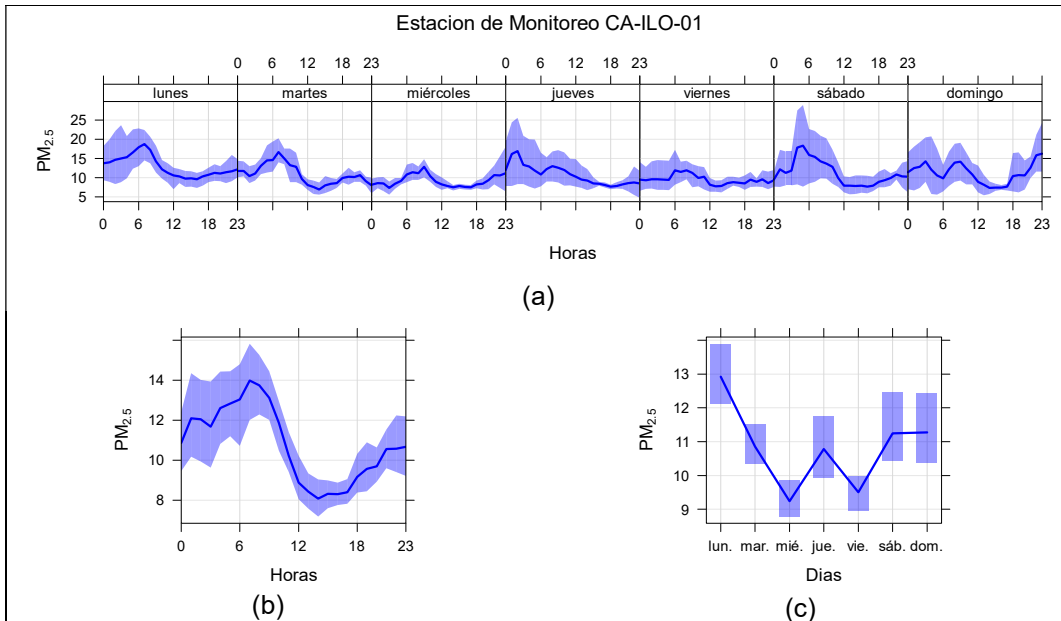 Estacion de Monitoreo CA-ILO-01
0 6 12 18 23 0 6 12 18 23 0 6 12 18 23
lunes martes miércoles jueves viernes sábado domingo
PM2.5
25
20
15
10
5
0 6 12 18 23 0 6 12 18 23 0 6 12 18 23 0 6 12 18 23
Horas
(a)
PM2.5
14
12
10
8
0 6 12 18 23
Horas
(b)
PM2.5
13
12
11
10
9
lun. mar. mié. jue. vie. sáb. dom.
Dias
(c)